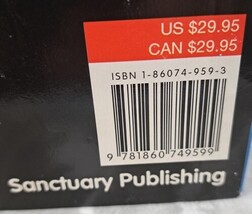 US $29.95
CAN $29.95
ISBN 1-86074-959-3
9 781860 749599
Sanctuary Publishing